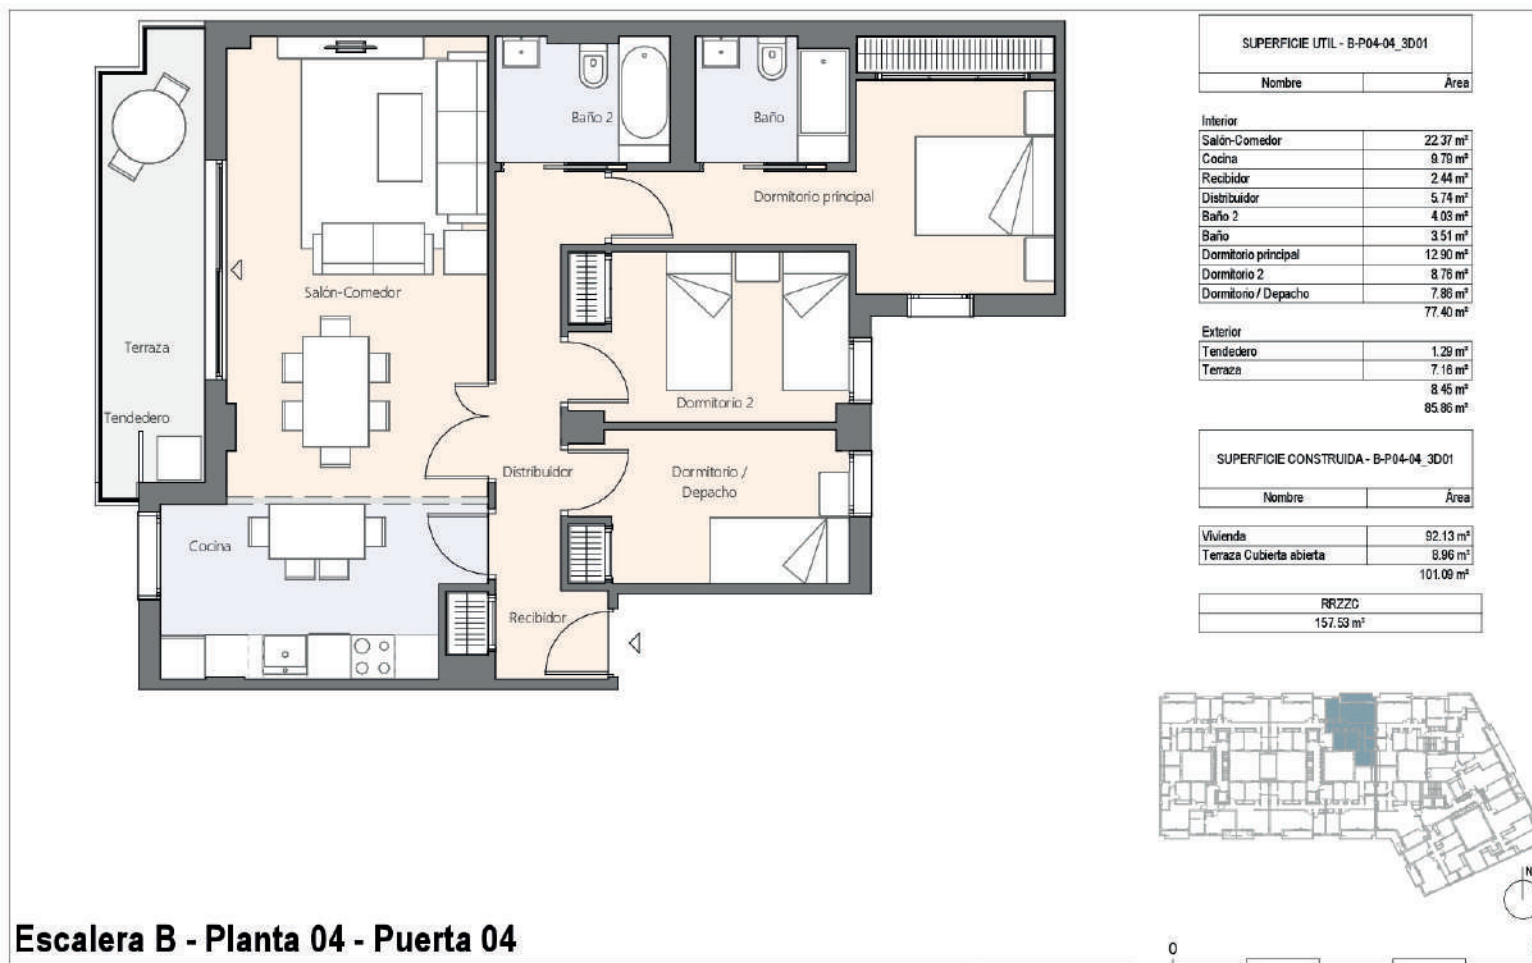 Baño 2
Baño
Dormitorio principal
Salón-Comedor
Terraza
Tendedero
Dormitorio 2
Distribuidor
Dormitorio /
Depacho
Cocina
Recibidor
SUPERFICIE UTIL - B-P04-04_3D01
Nombre Área
Interior
Salón-Comedor 22.37 m²
Cocina 9.79 m²
Recibidor 2.44 m²
Distribuidor 5.74 m²
Baño 2 4.03 m²
Baño 3.51 m²
Dormitorio principal 12.90 m²
Dormitorio 2 8.76 m²
Dormitorio / Depacho 7.86 m²
77.40 m²
Exterior
Tendedero 1.29 m²
Terraza 7.16 m²
8.45 m²
85.86 m²
SUPERFICIE CONSTRUIDA - B-P04-04_3D01
Nombre Área
Vivienda 92.13 m²
Terraza Cubierta abierta 8.96 m²
101.09 m²
RRZZC
157.53 m²
N
Escalera B - Planta 04 - Puerta 04
0